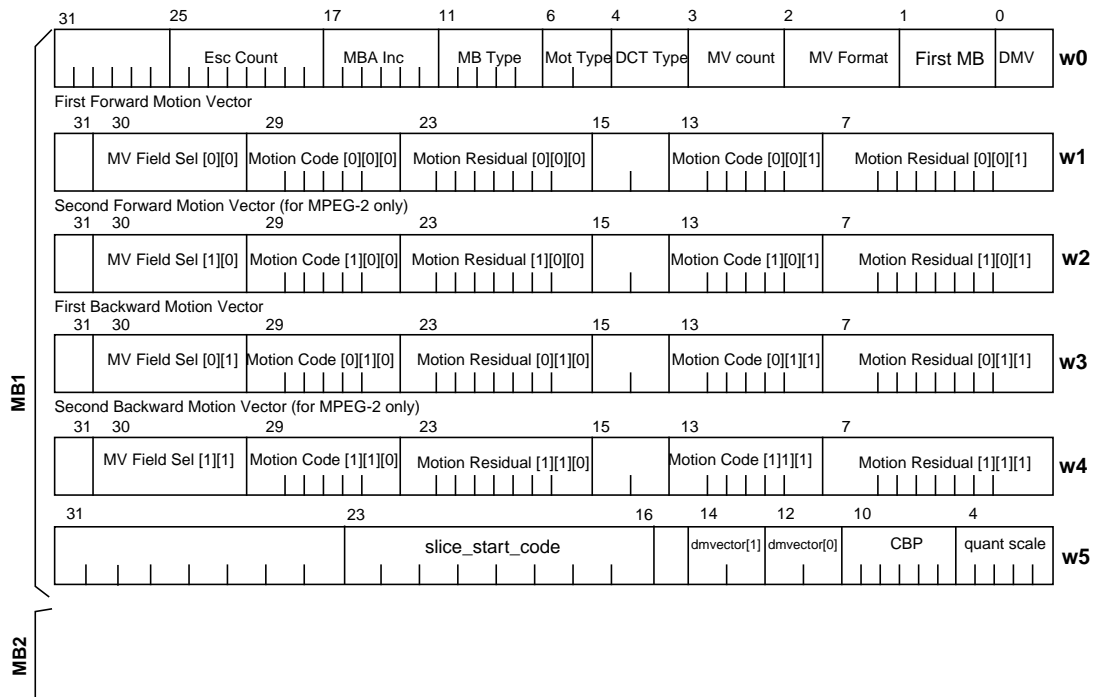 31 25 17 11 6 4 3 2 1 0
Esc Count MBA Inc MB Type Mot Type DCT Type MV count MV Format First MB DMV w0
First Forward Motion Vector
31 30 29 23 15 13 7
MV Field Sel [0][0] Motion Code [0][0][0] Motion Residual [0][0][0] Motion Code [0][0][1] Motion Residual [0][0][1] w1
Second Forward Motion Vector (for MPEG-2 only)
31 30 29 23 15 13 7
MV Field Sel [1][0] Motion Code [1][0][0] Motion Residual [1][0][0] Motion Code [1][0][1] Motion Residual [1][0][1] w2
First Backward Motion Vector
31 30 29 23 15 13 7
MV Field Sel [0][1] Motion Code [0][1][0] Motion Residual [0][1][0] Motion Code [0][1][1] Motion Residual [0][1][1] w3
Second Backward Motion Vector (for MPEG-2 only)
31 30 29 23 15 13 7
MV Field Sel [1][1] Motion Code [1][1][0] Motion Residual [1][1][0] Motion Code [1]1][1] Motion Residual [1][1][1] w4
31 23 16 14 12 10 4
slice_start_code dmvector[1] dmvector[0] CBP quant scale w5
MB1
MB2